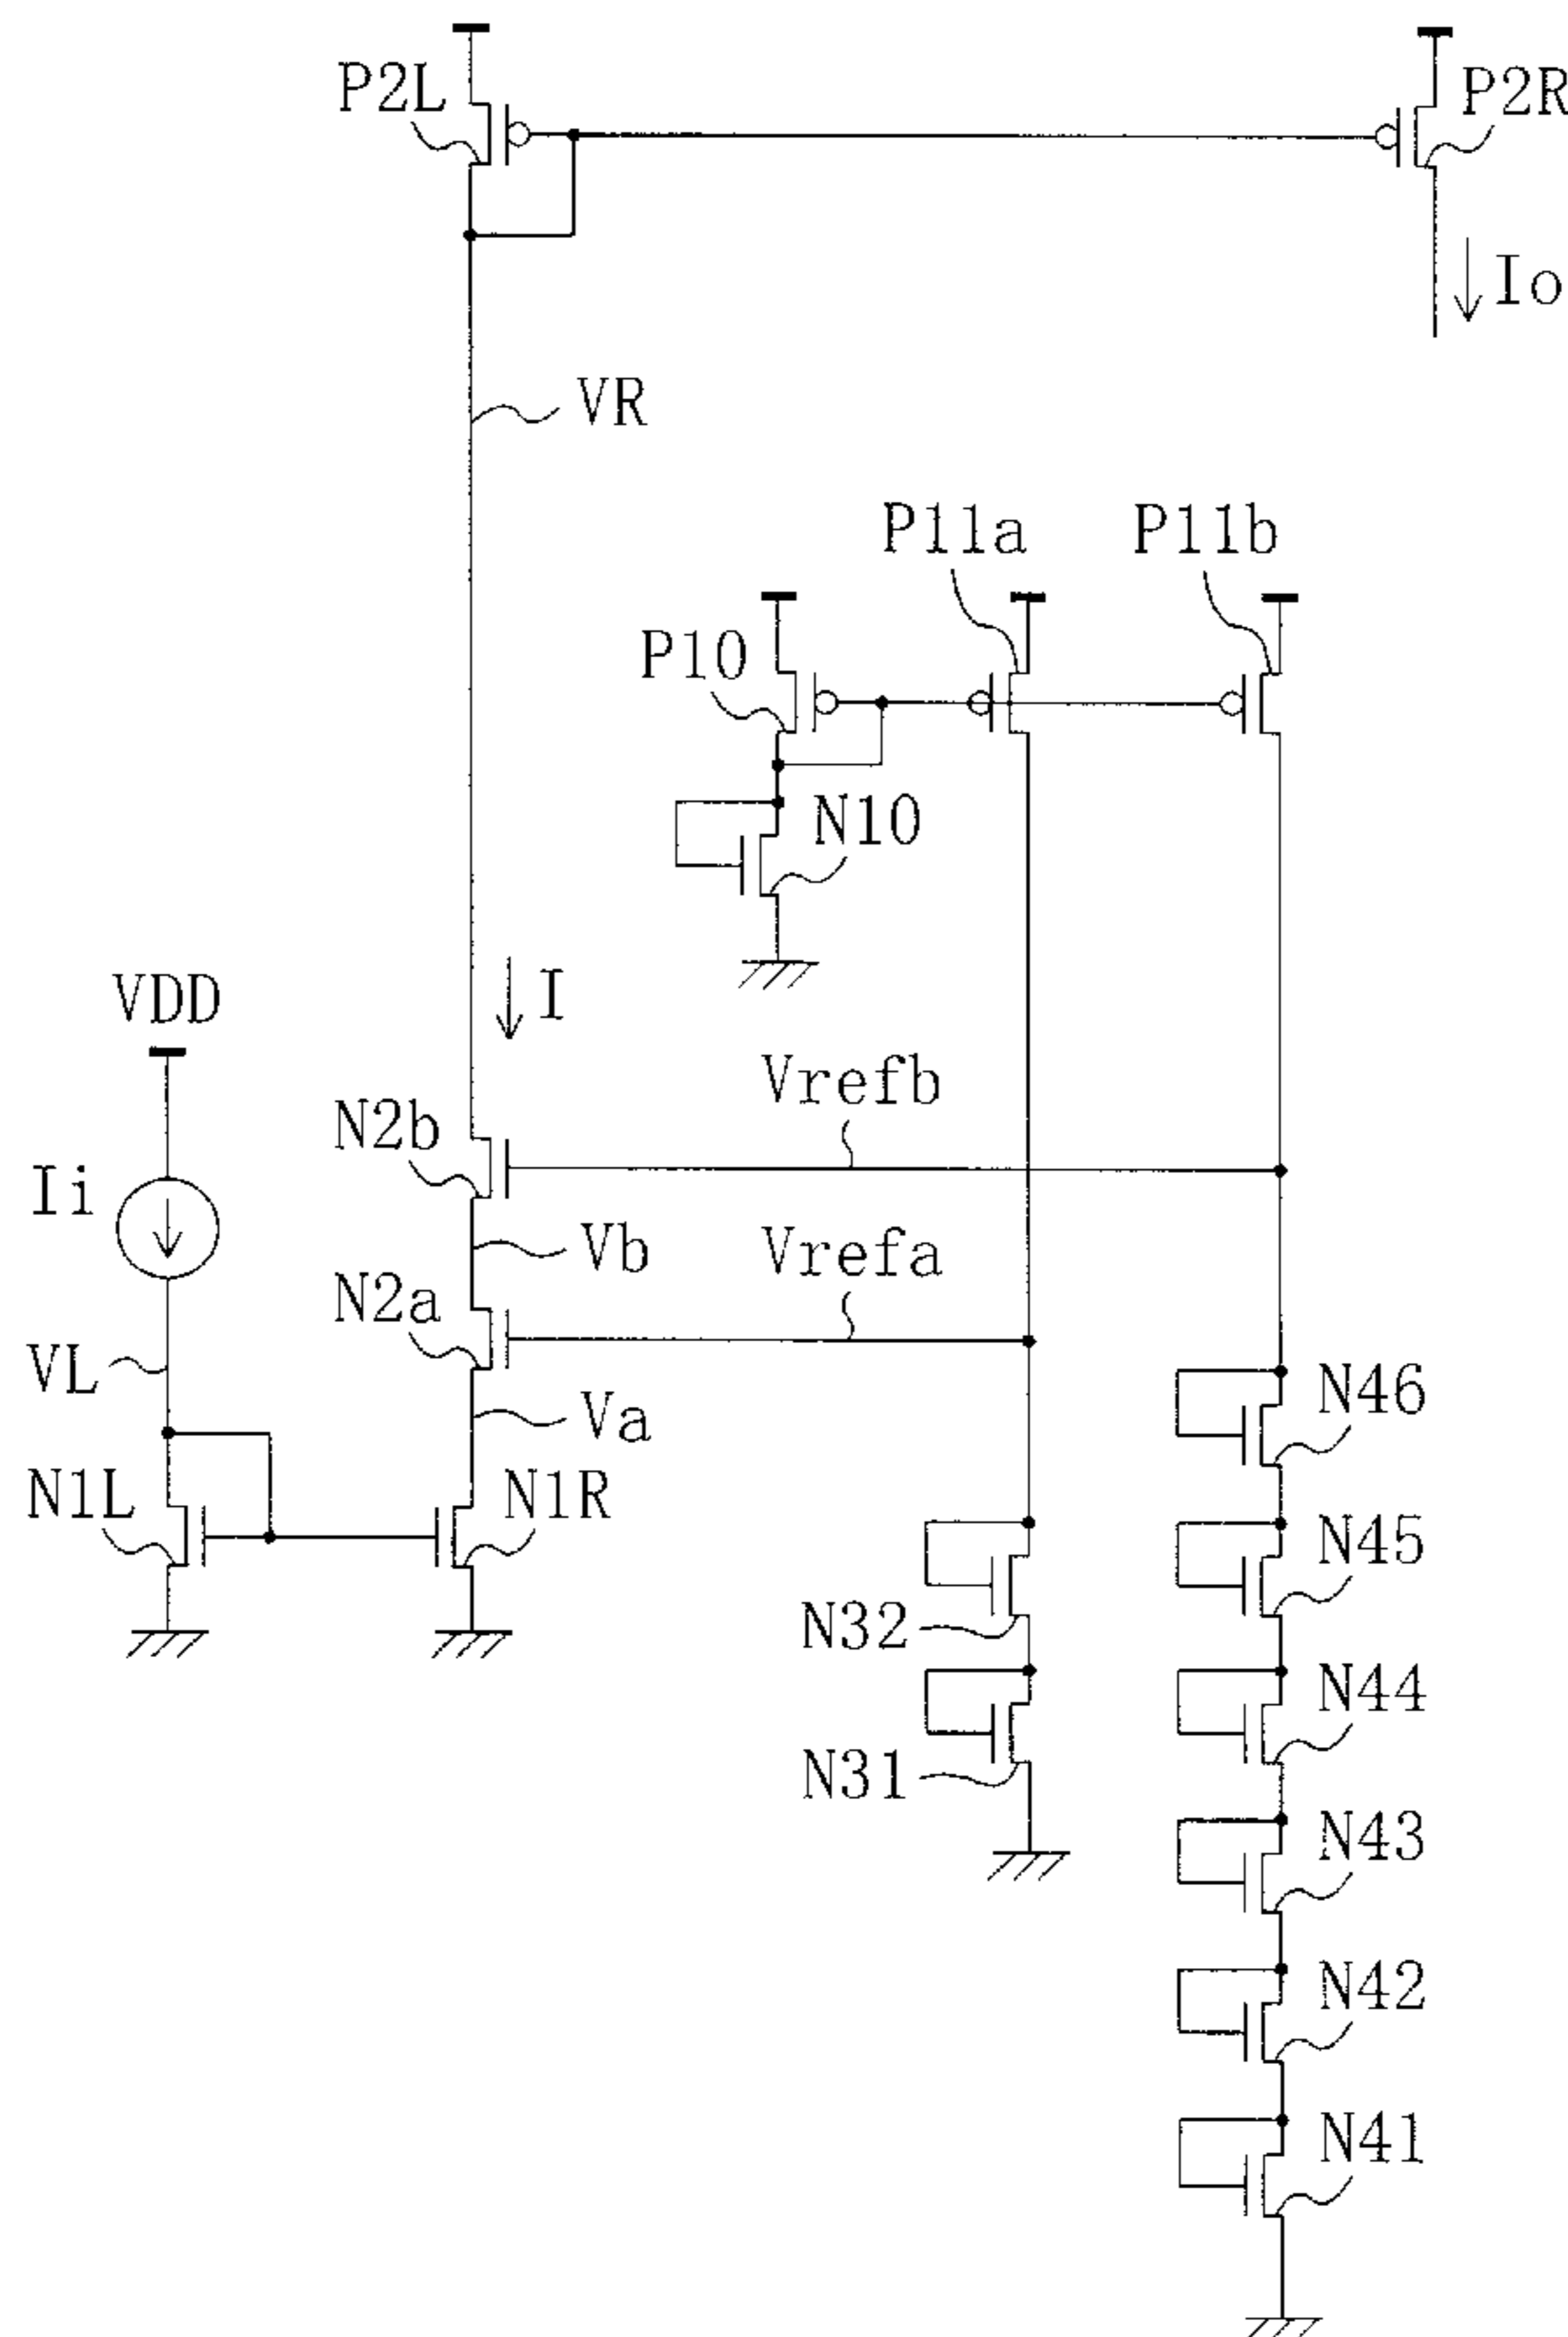 P2L
P2R
Io
VR
P11a
P11b
P10
N10
VDD
I
Vrefb
N2b
Ii
Vb
Vrefa
N2a
VL
Va
N46
N1L
N1R
N45
N32
N44
N31
N43
N42
N41